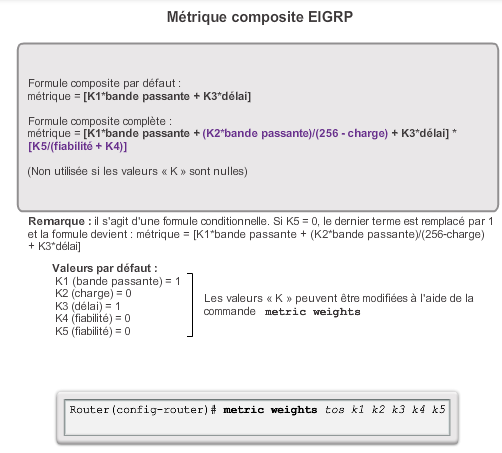 Métrique composite EIGRP
Formule composite par défaut :
métrique = [K1*bande passante + K3*délai]
Formule composite complète :
métrique = [K1*bande passante + (K2*bande passante)/(256 - charge) + K3*délai] *
[K5/(fiabilité + K4)]
(Non utilisée si les valeurs « K » sont nulles)
Remarque : il s'agit d'une formule conditionnelle. Si K5 = 0, le dernier terme est remplacé par 1
et la formule devient : métrique = [K1*bande passante + (K2*bande passante)/(256-charge)
+ K3*délai]
Valeurs par défaut :
K1 (bande passante) = 1
K2 (charge) = 0
K3 (délai) = 1
K4 (fiabilité) = 0
K5 (fiabilité) = 0
Les valeurs « K » peuvent être modifiées à l'aide de la
commande metric weights
Router(config-router)# metric weights tos k1 k2 k3 k4 k5